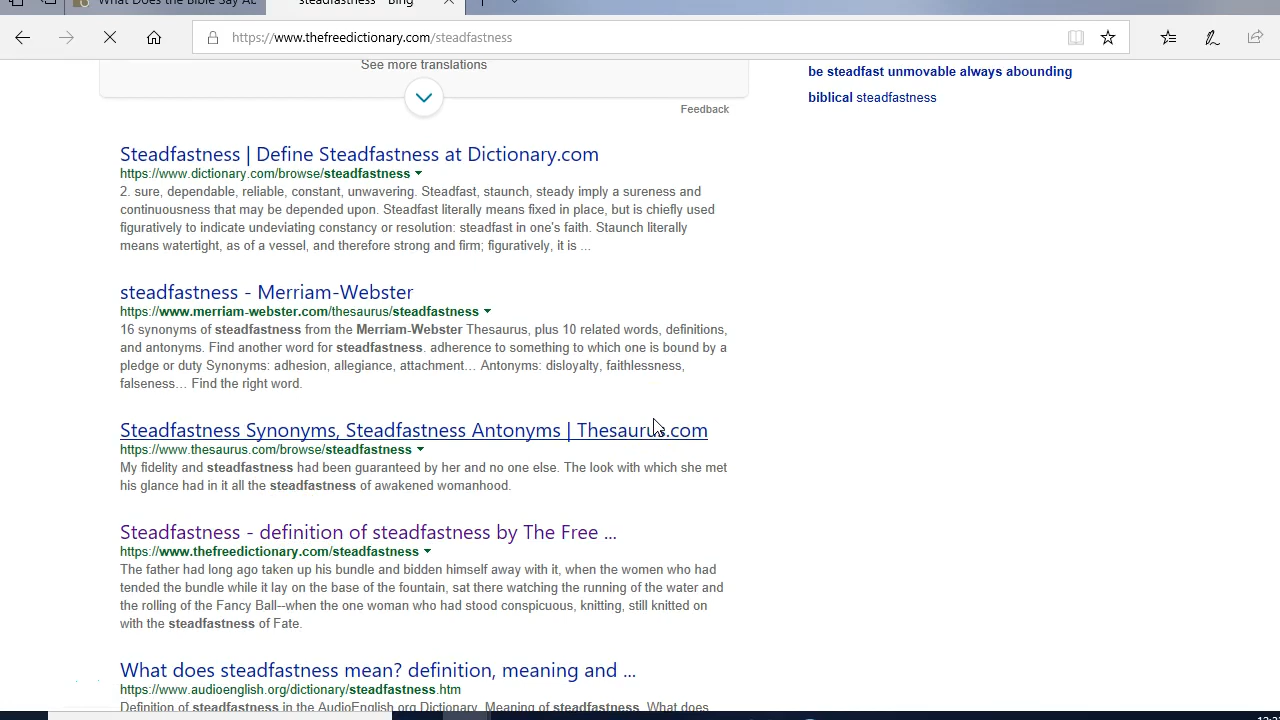 What Does the Bible Say Ab
steadfastness - Bing
https://www.thefreedictionary.com/steadfastness
See more translations
Feedback
be steadfast unmovable always abounding
biblical steadfastness
Steadfastness | Define Steadfastness at Dictionary.com
https://www.dictionary.com/browse/steadfastness
2. sure, dependable, reliable, constant, unwavering. Steadfast, staunch, steady imply a sureness and
continuousness that may be depended upon. Steadfast literally means fixed in place, but is chiefly used
figuratively to indicate undeviating constancy or resolution: steadfast in one's faith. Staunch literally
means watertight, as of a vessel, and therefore strong and firm; figuratively, it is ...
steadfastness - Merriam-Webster
https://www.merriam-webster.com/thesaurus/steadfastness
16 synonyms of steadfastness from the Merriam-Webster Thesaurus, plus 10 related words, definitions,
and antonyms. Find another word for steadfastness. adherence to something to which one is bound by a
pledge or duty Synonyms: adhesion, allegiance, attachment… Antonyms: disloyalty, faithlessness,
falseness… Find the right word.
Steadfastness Synonyms, Steadfastness Antonyms | Thesaurus.com
https://www.thesaurus.com/browse/steadfastness
My fidelity and steadfastness had been guaranteed by her and no one else. The look with which she met
his glance had in it all the steadfastness of awakened womanhood.
Steadfastness - definition of steadfastness by The Free ...
https://www.thefreedictionary.com/steadfastness
The father had long ago taken up his bundle and bidden himself away with it, when the women who had
tended the bundle while it lay on the base of the fountain, sat there watching the running of the water and
the rolling of the Fancy Ball--when the one woman who had stood conspicuous, knitting, still knitted on
with the steadfastness of Fate.
What does steadfastness mean? definition, meaning and ...
https://www.audioenglish.org/dictionary/steadfastness.htm
Definition of steadfastness in the AudioEnglish.org Dictionary. Meaning of steadfastness. What does